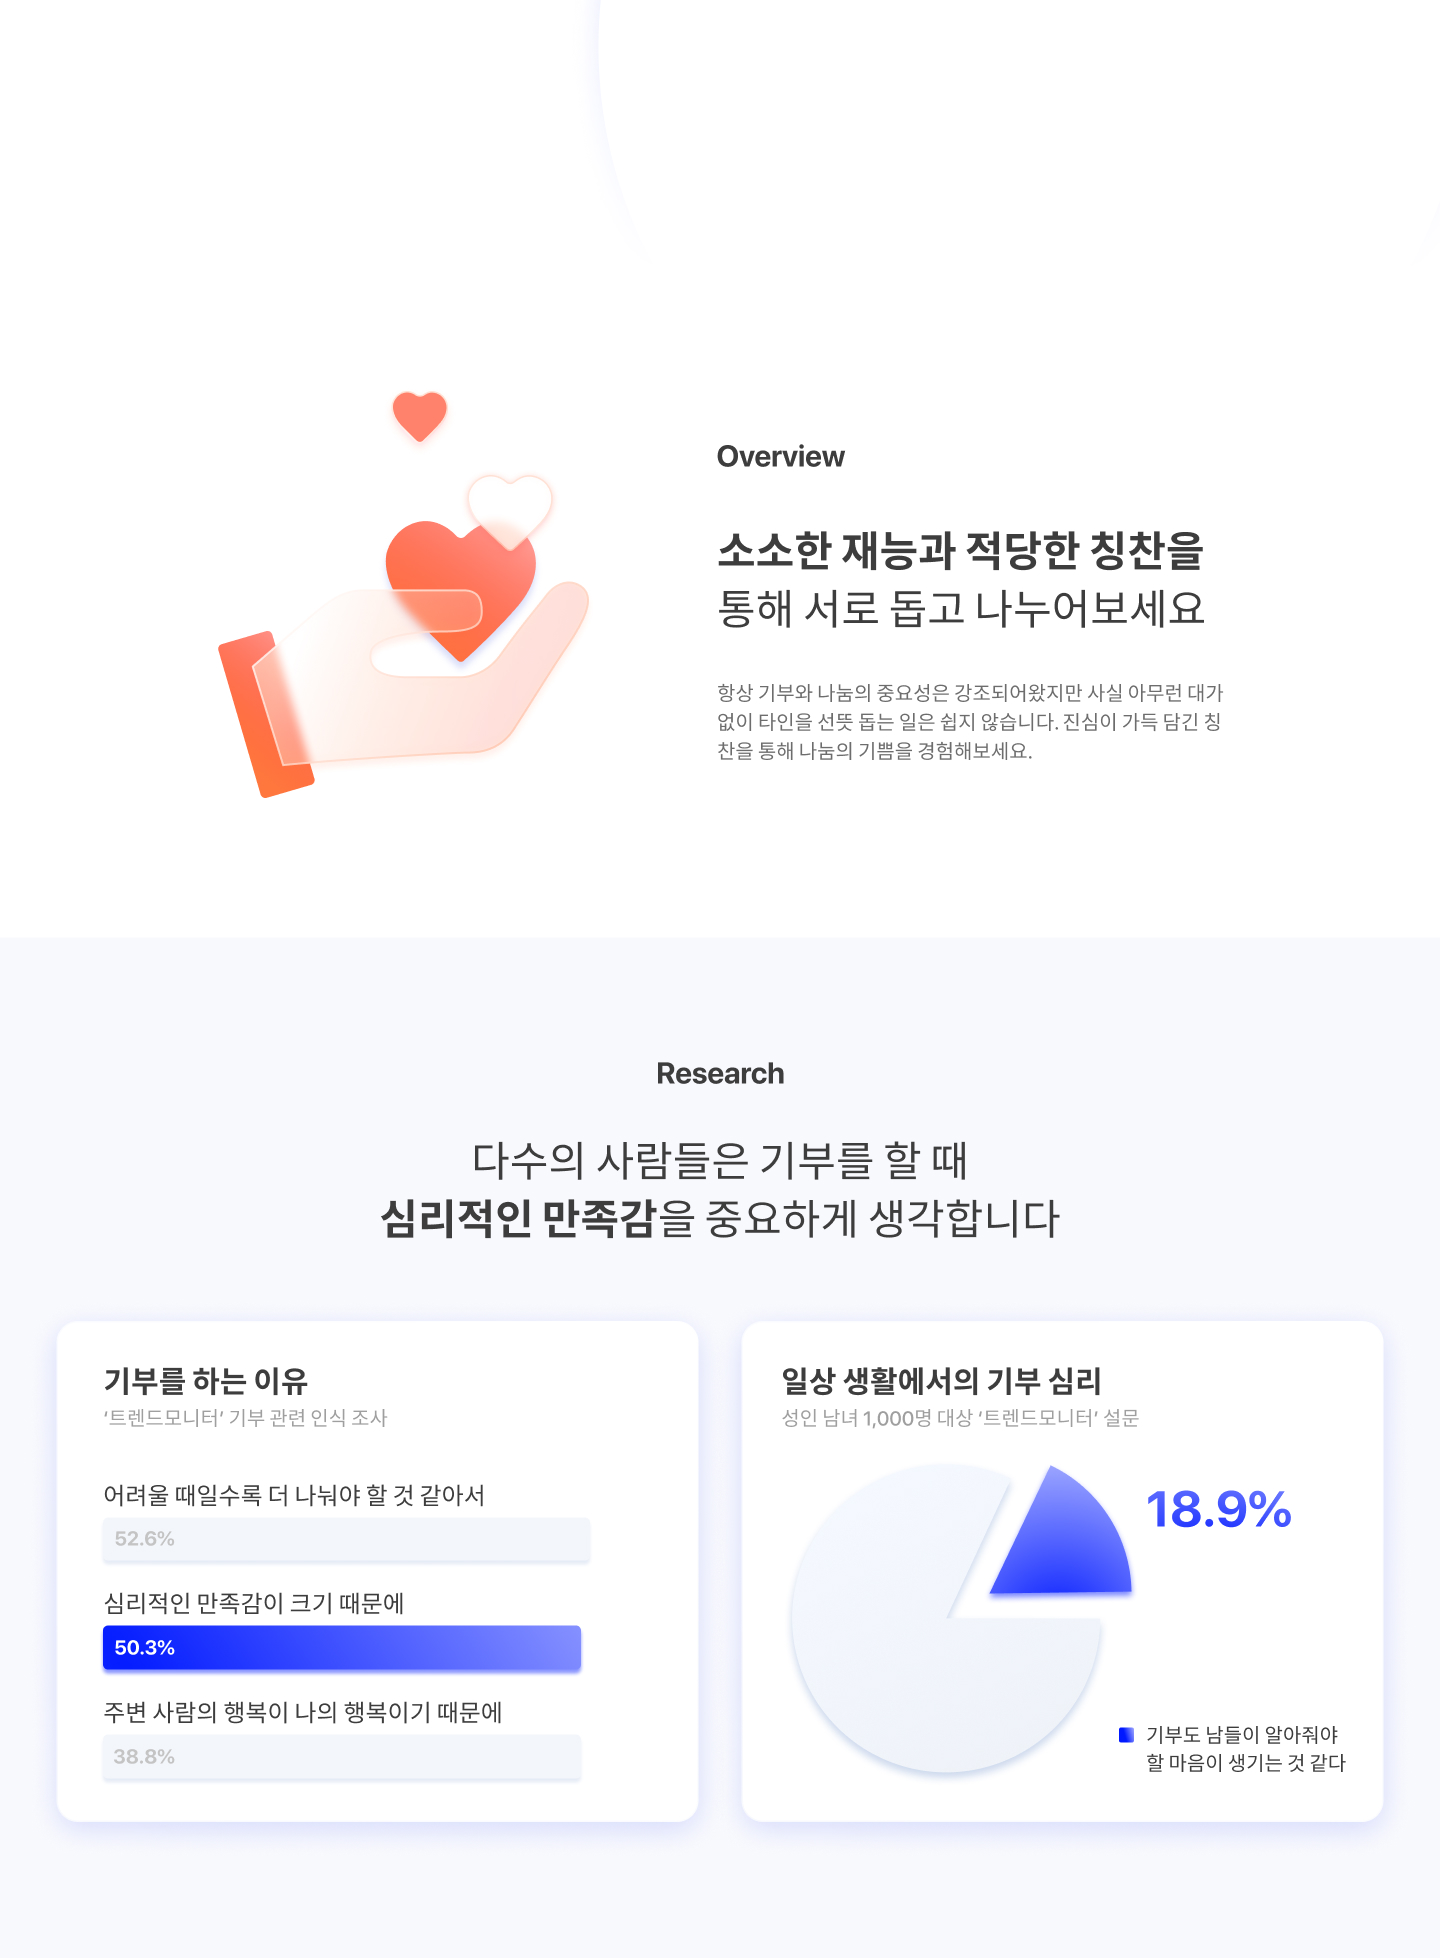 Overview
소소한 재능과 적당한 칭찬을
통해 서로 돕고 나누어보세요
항상 기부와 나눔의 중요성은 강조되어왔지만 사실 아무런 대가
없이 타인을 선뜻 돕는 일은 쉽지 않습니다. 진심이 가득 담긴 칭
찬을 통해 나눔의 기쁨을 경험해보세요.
Research
다수의 사람들은 기부를 할 때
심리적인 만족감을 중요하게 생각합니다
기부를 하는 이유
‘트렌드모니터’ 기부 관련 인식 조사
어려울 때일수록 더 나눠야 할 것 같아서
52.6%
심리적인 만족감이 크기 때문에
50.3%
주변 사람의 행복이 나의 행복이기 때문에
38.8%
일상 생활에서의 기부 심리
성인 남녀 1,000명 대상 ‘트렌드모니터’ 설문
18.9%
기부도 남들이 알아줘야
할 마음이 생기는 것 같다